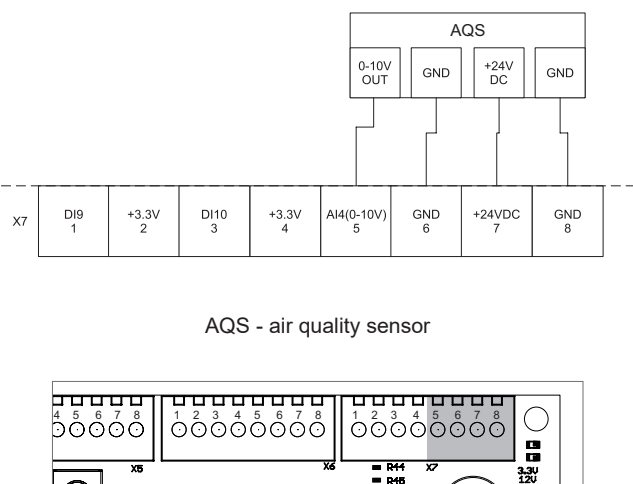 AQS
0-10V OUT
GND
+24V DC
GND
X7
DI9 1
+3.3V 2
DI10 3
+3.3V 4
AI4(0-10V) 5
GND 6
+24VDC 7
GND 8
AQS - air quality sensor
4 5 6 7 8
1 2 3 4 5 6 7 8
1 2 3 4 5 6 7 8
X5
X6
X7
R44
R45
3.3V
12V